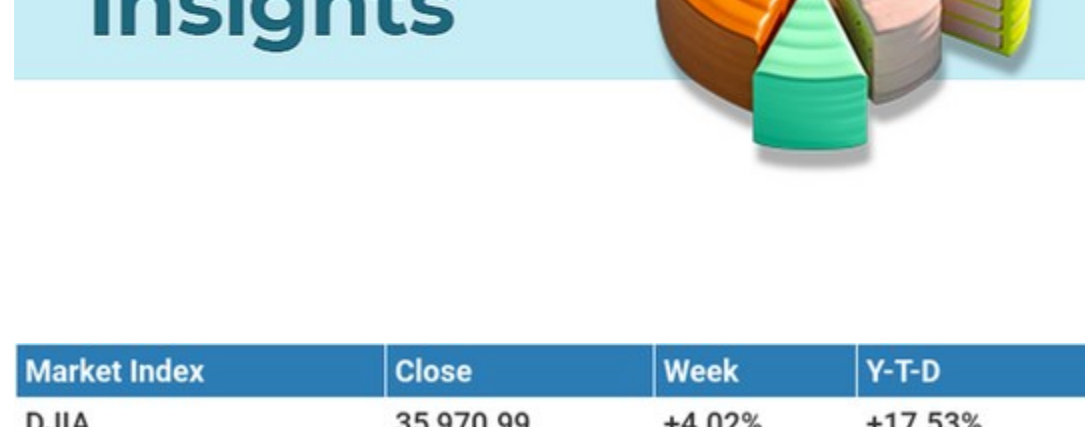 Insights
Market Index Close Week Y-T-D
DJIA 35,970.99 +4.02% +17.53%